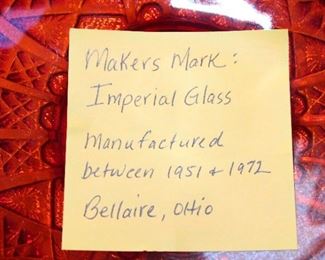 Makers Mark:
Imperial Glass
Manufactured
between 1951 & 1972
Bellaire, Ohio